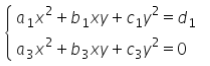 a₁x² + b₁xy + c₁y² = d₁
a₃x² + b₃xy + c₃y² = 0